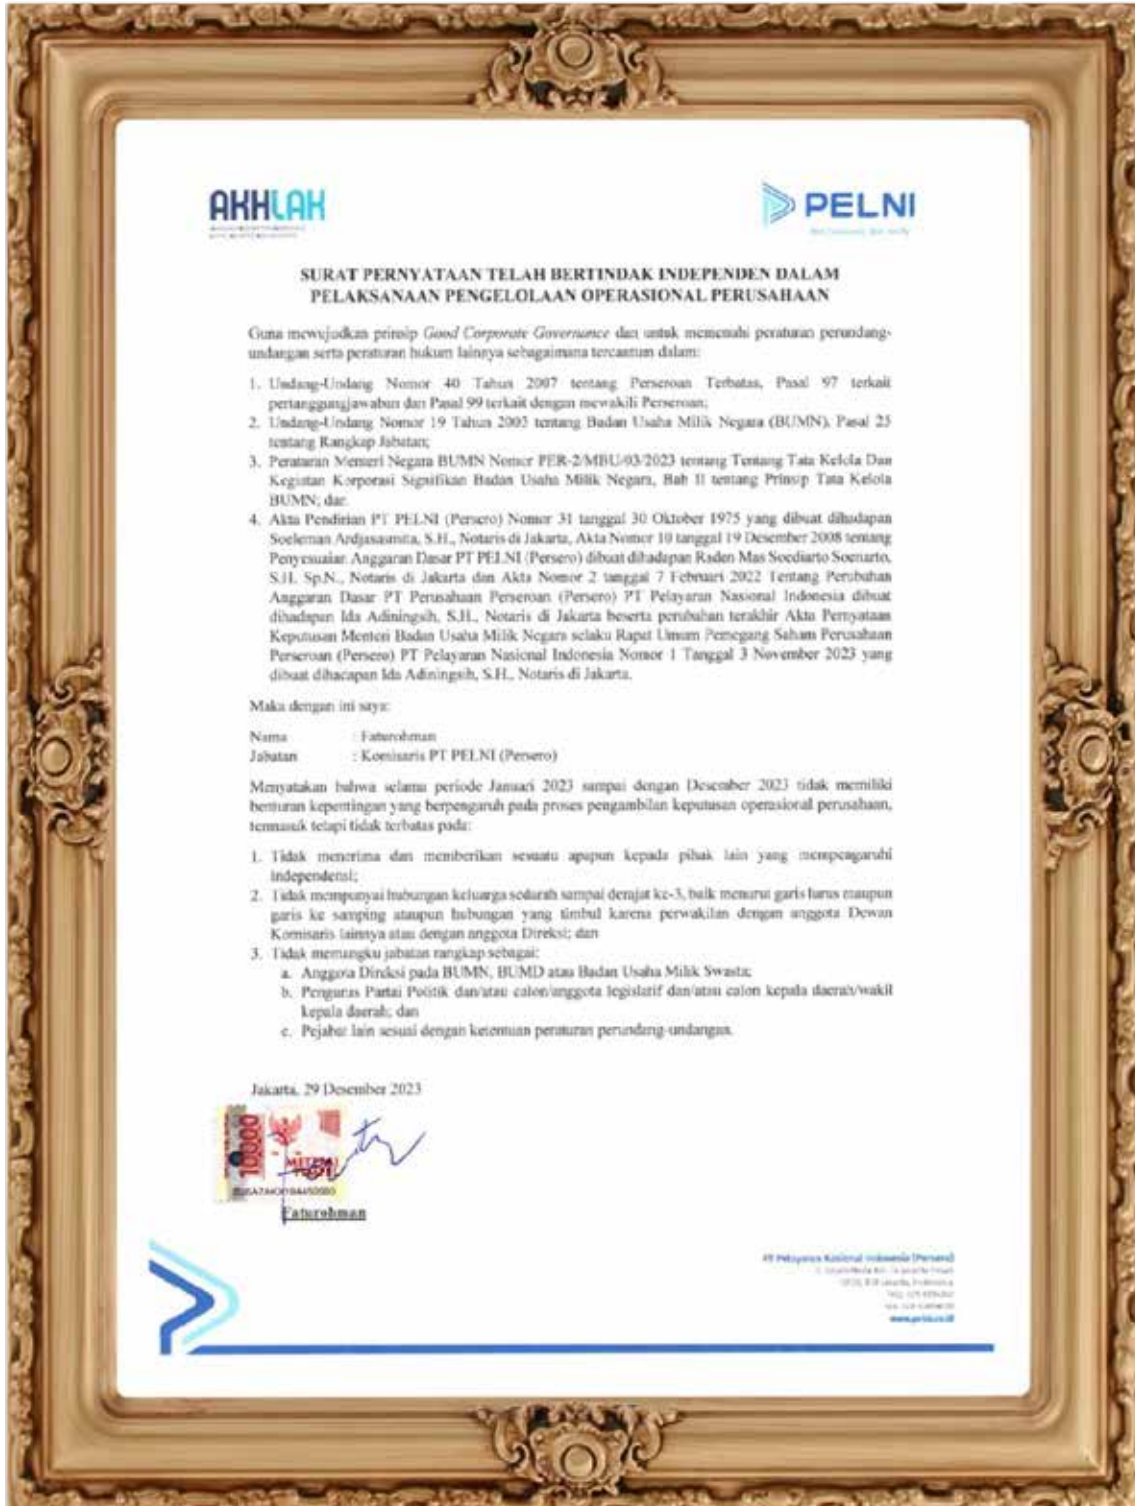 AKHLAK
PELNI
SURAT PERNYATAAN TELAH BERTINDAK INDEPENDEN DALAM
PELAKSANAAN PENGELOLAAN OPERASIONAL PERUSAHAAN
Guna mewujudkan prinsip Good Corporate Governance dan untuk memenuhi peraturan perundang-
undangan serta peraturan hukum lainnya sebagaimana tercantum dalam:
1. Undang-Undang Nomor 40 Tahun 2007 tentang Perseroan Terbatas, Pasal 97 terkait
pertanggungjawaban dan Pasal 99 terkait dengan mewakili Perseroan;
2. Undang-Undang Nomor 19 Tahun 2003 tentang Badan Usaha Milik Negara (BUMN), Pasal 25
tentang Rangkap Jabatan;
3. Peraturan Menteri Negara BUMN Nomor PER-2/MBU/03/2023 tentang Tentang Tata Kelola Dan
Kegiatan Korporasi Signifikan Badan Usaha Milik Negara, Bab II tentang Prinsip Tata Kelola
BUMN; dan
4. Akta Pendirian PT PELNI (Persero) Nomor 31 tanggal 30 Oktober 1975 yang dibuat dihadapan
Soeleman Ardjasasmita, S.H., Notaris di Jakarta, Akta Nomor 10 tanggal 19 Desember 2008 tentang
Penyesuaian Anggaran Dasar PT PELNI (Persero) dibuat dihadapan Raden Mas Soediarto Soenarto,
S.H, Sp.N., Notaris di Jakarta dan Akta Nomor 2 tanggal 7 Februari 2022 Tentang Perubahan
Anggaran Dasar PT Perusahaan Perseroan (Persero) PT Pelayaran Nasional Indonesia dibuat
dihadapan Ida Adiningsih, S.H., Notaris di Jakarta beserta perubahan terakhir Akta Pernyataan
Keputusan Menteri Badan Usaha Milik Negara selaku Rapat Umum Pemegang Saham Perusahaan
Perseroan (Persero) PT Pelayaran Nasional Indonesia Nomor 1 Tanggal 3 November 2023 yang
dibuat dihadapan Ida Adiningsih, S.H., Notaris di Jakarta.
Maka dengan ini saya:
Nama : Faturohman
Jabatan : Komisaris PT PELNI (Persero)
Menyatakan bahwa selama periode Januari 2023 sampai dengan Desember 2023 tidak memiliki
benturan kepentingan yang berpengaruh pada proses pengambilan keputusan operasional perusahaan,
termasuk tetapi tidak terbatas pada:
1. Tidak menerima dan memberikan sesuatu apapun kepada pihak lain yang mempengaruhi
independensi;
2. Tidak mempunyai hubungan keluarga sedarah sampai derajat ke-3, baik menurut garis lurus maupun
garis ke samping ataupun hubungan yang timbul karena perwakilan dengan anggota Dewan
Komisaris lainnya atau dengan anggota Direksi; dan
3. Tidak memangku jabatan rangkap sebagai:
a. Anggota Direksi pada BUMN, BUMD atau Badan Usaha Milik Swasta;
b. Pengurus Partai Politik dan/atau calon/anggota legislatif dan/atau calon kepala daerah/wakil
kepala daerah; dan
c. Pejabat lain sesuai dengan ketentuan peraturan perundang-undangan.
Jakarta, 29 Desember 2023
10000
METERAI
TEMPEL
Faturohman
PT Pelayaran Nasional Indonesia (Persero)
www.pelni.co.id